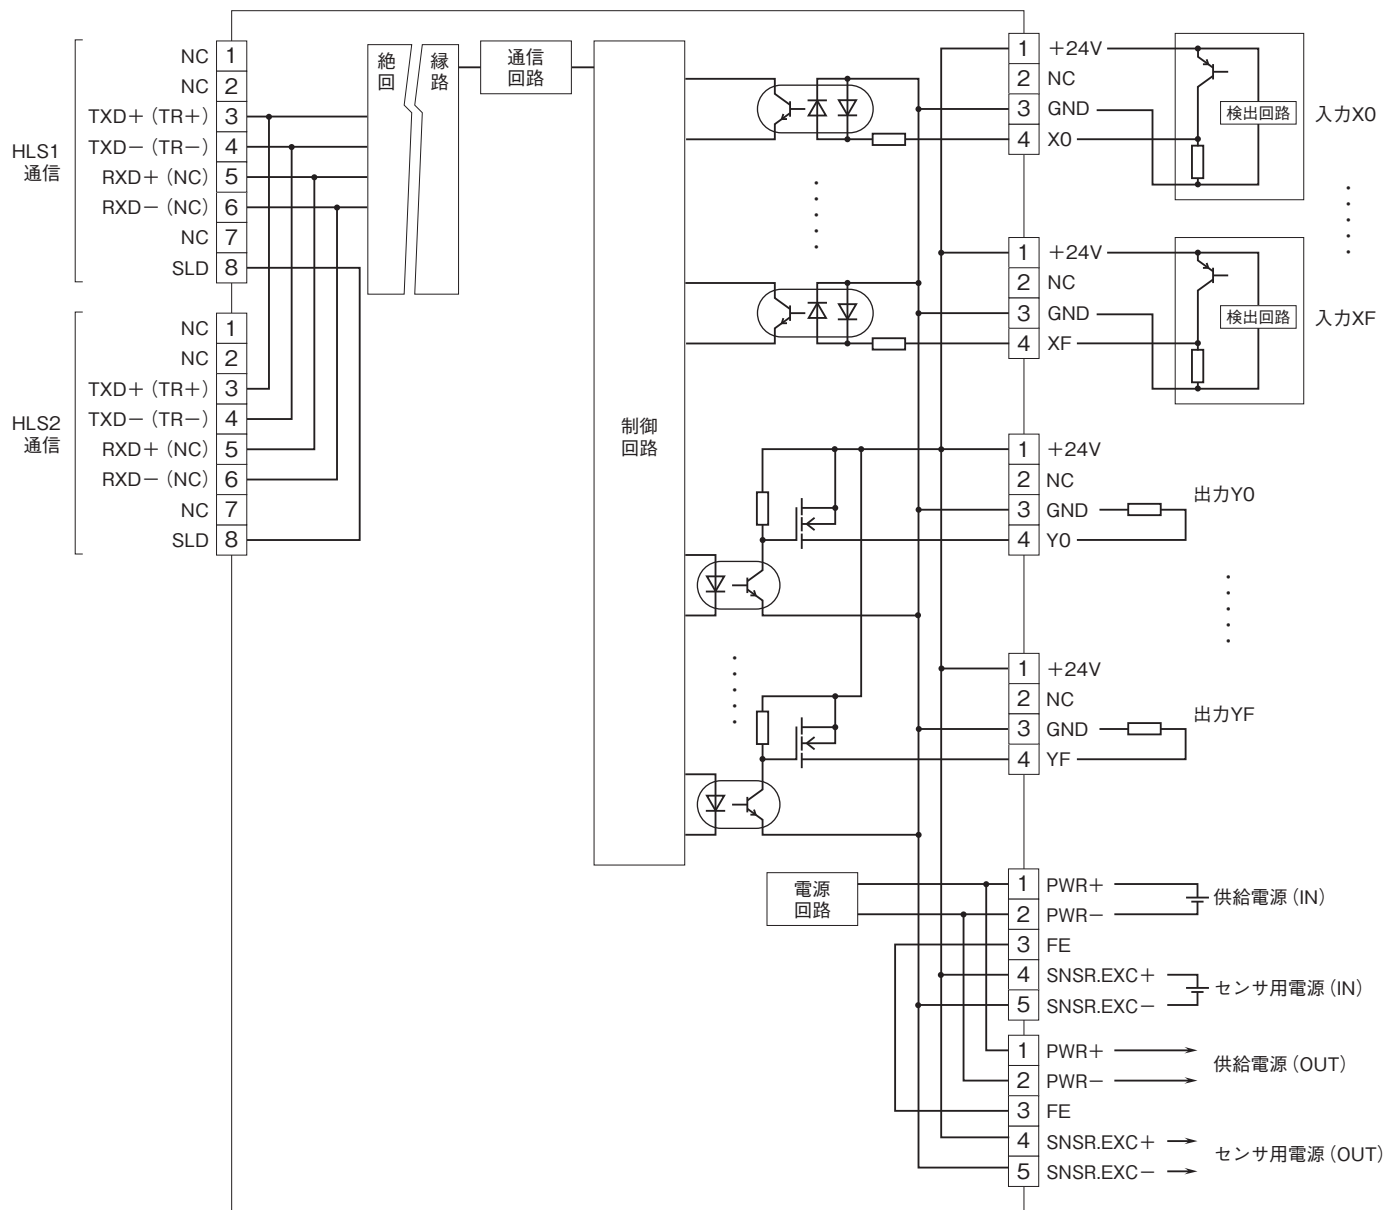 HLS1
通信
NC 1
NC 2
TXD+ (TR+) 3
TXD− (TR−) 4
RXD+ (NC) 5
RXD− (NC) 6
NC 7
SLD 8
HLS2
通信
NC 1
NC 2
TXD+ (TR+) 3
TXD− (TR−) 4
RXD+ (NC) 5
RXD− (NC) 6
NC 7
SLD 8
絶縁
回路
通信
回路
制御
回路
1 +24V
2 NC
3 GND
4 X0
検出回路
入力X0
1 +24V
2 NC
3 GND
4 XF
検出回路
入力XF
1 +24V
2 NC
3 GND
4 Y0
出力Y0
1 +24V
2 NC
3 GND
4 YF
出力YF
電源
回路
1 PWR+
2 PWR−
3 FE
4 SNSR.EXC+
5 SNSR.EXC−
供給電源 (IN)
センサ用電源 (IN)
1 PWR+
2 PWR−
3 FE
4 SNSR.EXC+
5 SNSR.EXC−
供給電源 (OUT)
センサ用電源 (OUT)